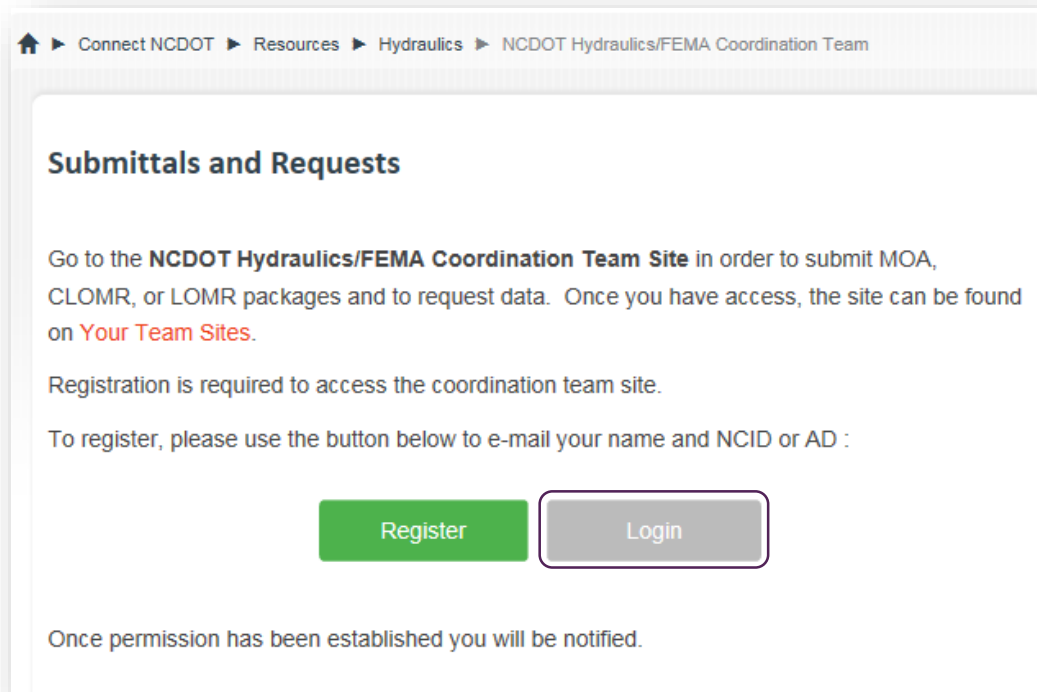 Connect NCDOT ▶ Resources ▶ Hydraulics ▶ NCDOT Hydraulics/FEMA Coordination Team
Submittals and Requests
Go to the NCDOT Hydraulics/FEMA Coordination Team Site in order to submit MOA,
CLOMR, or LOMR packages and to request data.  Once you have access, the site can be found
on Your Team Sites.
Registration is required to access the coordination team site.
To register, please use the button below to e-mail your name and NCID or AD :
Register Login
Once permission has been established you will be notified.